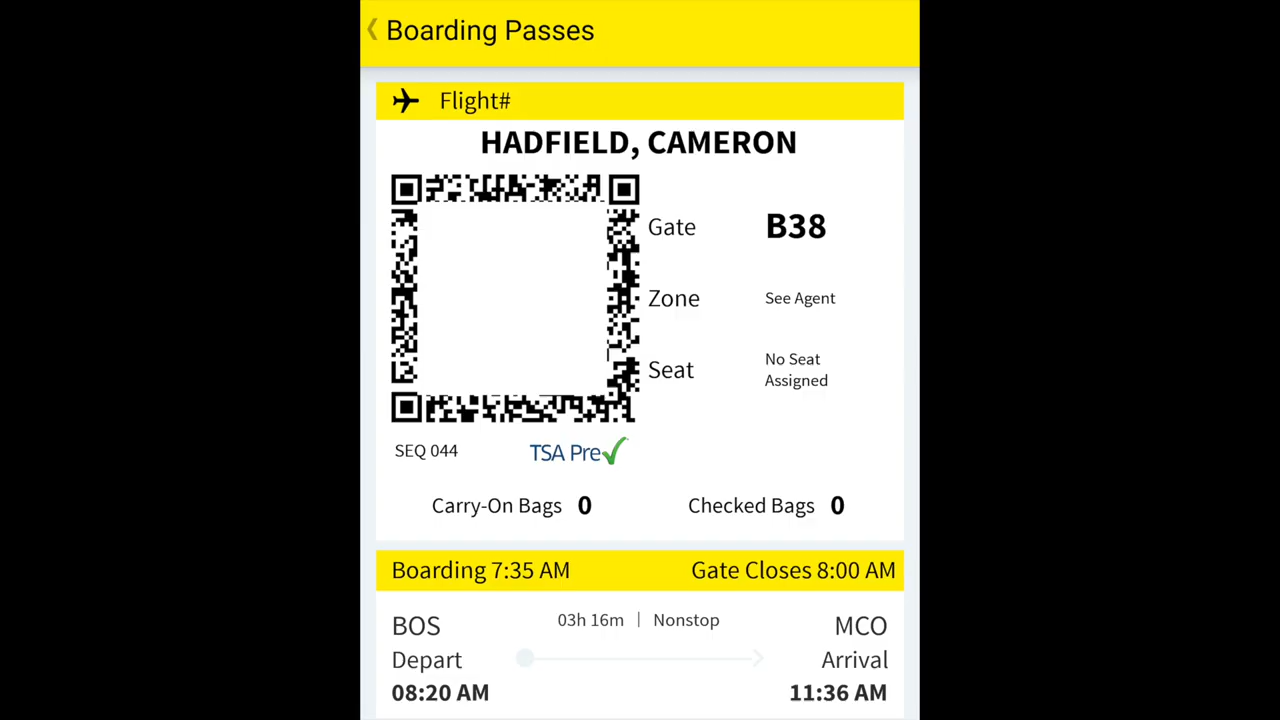 Boarding Passes
Flight#
HADFIELD, CAMERON
Gate B38
Zone See Agent
Seat No Seat
Assigned
SEQ 044 TSA Pre
Carry-On Bags 0 Checked Bags 0
Boarding 7:35 AM Gate Closes 8:00 AM
BOS 03h 16m | Nonstop MCO
Depart Arrival
08:20 AM 11:36 AM